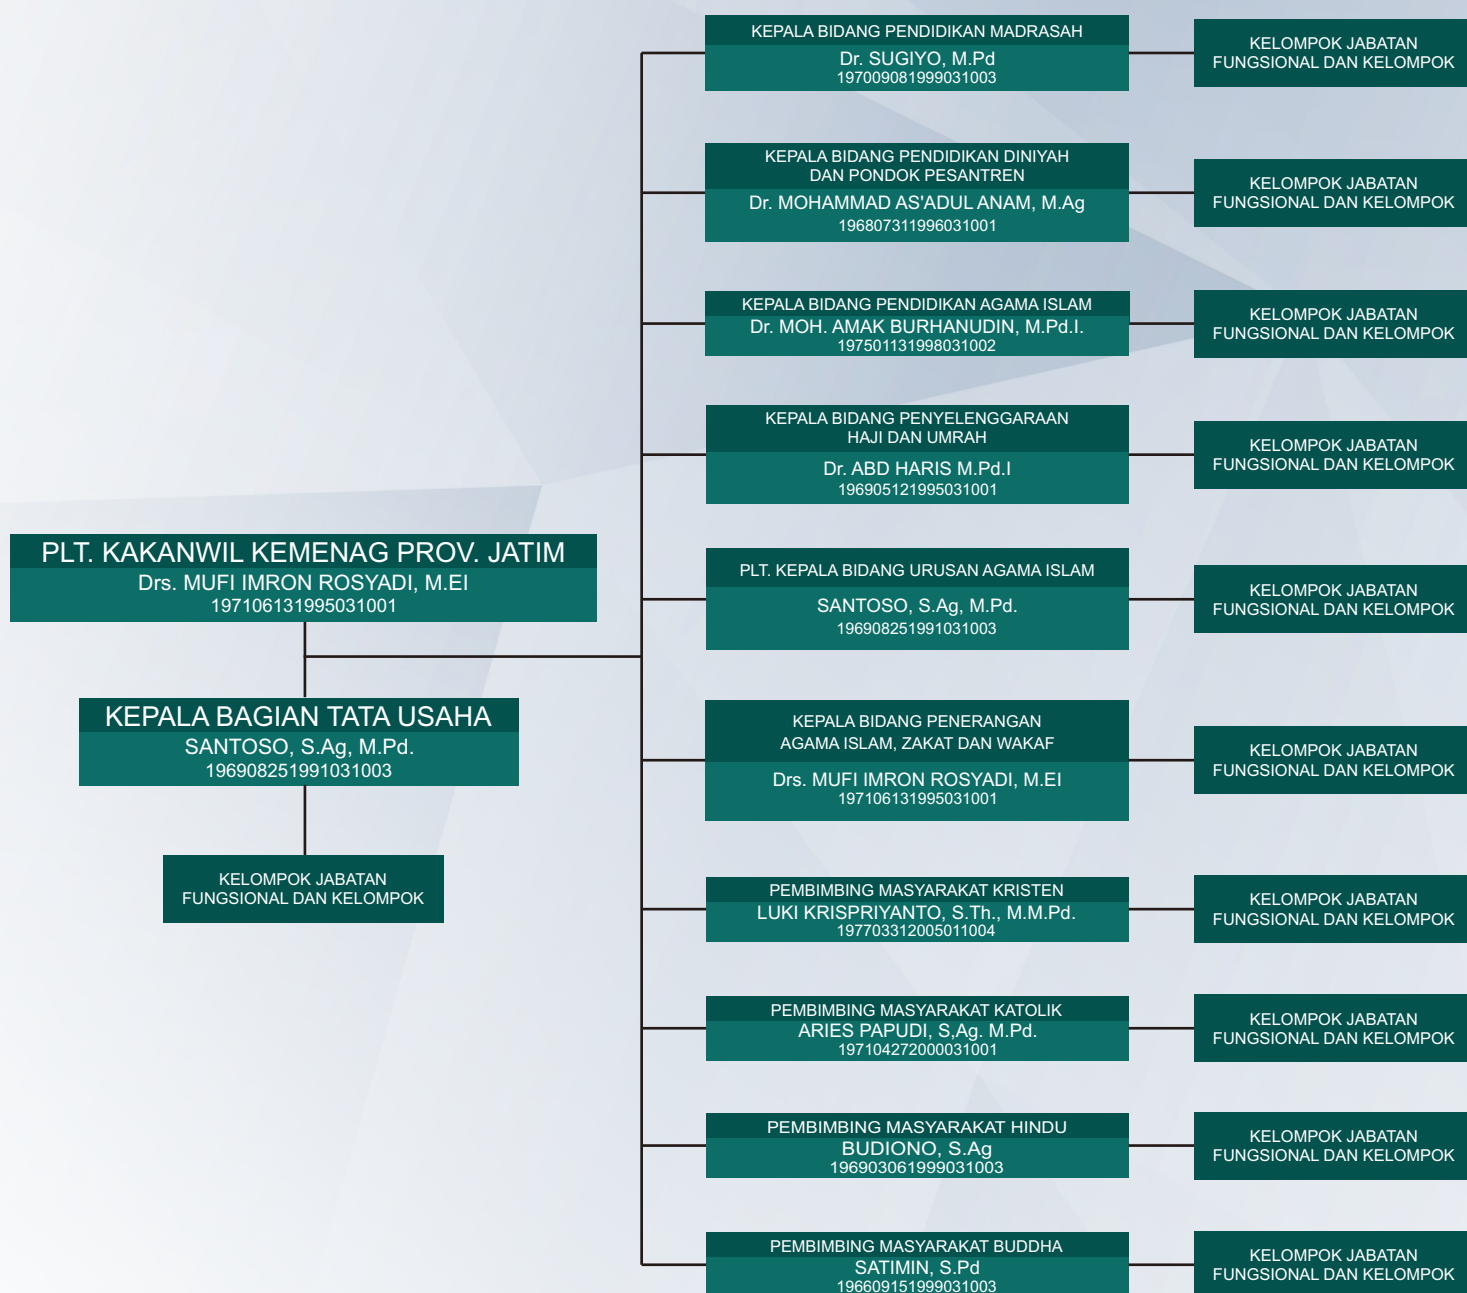 PLT. KAKANWIL KEMENAG PROV. JATIM
Drs. MUFI IMRON ROSYADI, M.EI
197106131995031001
KEPALA BAGIAN TATA USAHA
SANTOSO, S.Ag, M.Pd.
196908251991031003
KELOMPOK JABATAN
FUNGSIONAL DAN KELOMPOK
KEPALA BIDANG PENDIDIKAN MADRASAH
Dr. SUGIYO, M.Pd
197009081999031003
KELOMPOK JABATAN
FUNGSIONAL DAN KELOMPOK
KEPALA BIDANG PENDIDIKAN DINIYAH
DAN PONDOK PESANTREN
Dr. MOHAMMAD AS'ADUL ANAM, M.Ag
196807311996031001
KELOMPOK JABATAN
FUNGSIONAL DAN KELOMPOK
KEPALA BIDANG PENDIDIKAN AGAMA ISLAM
Dr. MOH. AMAK BURHANUDIN, M.Pd.I.
197501131998031002
KELOMPOK JABATAN
FUNGSIONAL DAN KELOMPOK
KEPALA BIDANG PENYELENGGARAAN
HAJI DAN UMRAH
Dr. ABD HARIS M.Pd.I
196905121995031001
KELOMPOK JABATAN
FUNGSIONAL DAN KELOMPOK
PLT. KEPALA BIDANG URUSAN AGAMA ISLAM
SANTOSO, S.Ag, M.Pd.
196908251991031003
KELOMPOK JABATAN
FUNGSIONAL DAN KELOMPOK
KEPALA BIDANG PENERANGAN
AGAMA ISLAM, ZAKAT DAN WAKAF
Drs. MUFI IMRON ROSYADI, M.EI
197106131995031001
KELOMPOK JABATAN
FUNGSIONAL DAN KELOMPOK
PEMBIMBING MASYARAKAT KRISTEN
LUKI KRISPRIYANTO, S.Th., M.M.Pd.
197703312005011004
KELOMPOK JABATAN
FUNGSIONAL DAN KELOMPOK
PEMBIMBING MASYARAKAT KATOLIK
ARIES PAPUDI, S,Ag. M.Pd.
197104272000031001
KELOMPOK JABATAN
FUNGSIONAL DAN KELOMPOK
PEMBIMBING MASYARAKAT HINDU
BUDIONO, S.Ag
196903061999031003
KELOMPOK JABATAN
FUNGSIONAL DAN KELOMPOK
PEMBIMBING MASYARAKAT BUDDHA
SATIMIN, S.Pd
196609151999031003
KELOMPOK JABATAN
FUNGSIONAL DAN KELOMPOK